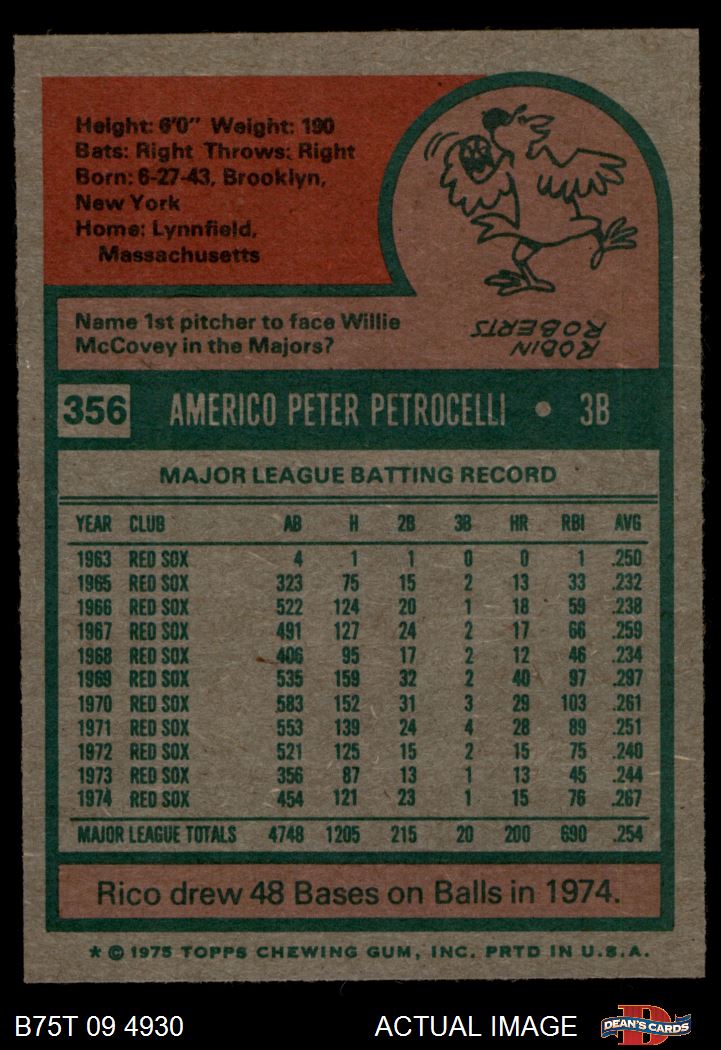 Height: 6'0" Weight: 190
Bats: Right Throws: Right
Born: 6-27-43, Brooklyn,
New York
Home: Lynnfield,
Massachusetts
Name 1st pitcher to face Willie
McCovey in the Majors?
ROBIN
ROBERTS
356 AMERICO PETER PETROCELLI • 3B
MAJOR LEAGUE BATTING RECORD
YEAR CLUB AB H 2B 3B HR RBI AVG
1963 RED SOX 4 1 1 0 0 1 .250
1965 RED SOX 323 75 15 2 13 33 .232
1966 RED SOX 522 124 20 1 18 59 .238
1967 RED SOX 491 127 24 2 17 66 .259
1968 RED SOX 406 95 17 2 12 46 .234
1969 RED SOX 535 159 32 2 40 97 .297
1970 RED SOX 583 152 31 3 29 103 .261
1971 RED SOX 553 139 24 4 28 89 .251
1972 RED SOX 521 125 15 2 15 75 .240
1973 RED SOX 356 87 13 1 13 45 .244
1974 RED SOX 454 121 23 1 15 76 .267
MAJOR LEAGUE TOTALS 4748 1205 215 20 200 690 .254
Rico drew 48 Bases on Balls in 1974.
* © 1975 TOPPS CHEWING GUM, INC. PRTD IN U.S.A.
B75T 09 4930 ACTUAL IMAGE D DEAN'S CARDS